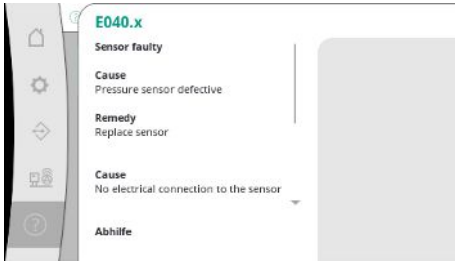 E040.x
Sensor faulty
Cause
Pressure sensor defective
Remedy
Replace sensor
Cause
No electrical connection to the sensor
Abhilfe